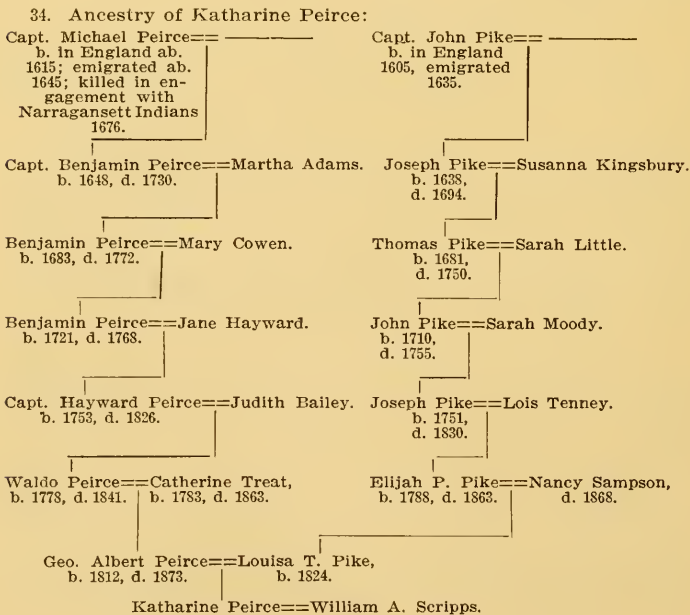 34. Ancestry of Katharine Peirce:
Capt. Michael Peirce==
b. in England ab.
1615; emigrated ab.
1645; killed in en-
gagement with
Narragansett Indians
1676.
Capt. John Pike==
b. in England
1605, emigrated
1635.
Capt. Benjamin Peirce==Martha Adams.
b. 1648, d. 1730.
Joseph Pike==Susanna Kingsbury.
b. 1638,
d. 1694.
Benjamin Peirce==Mary Cowen.
b. 1683, d. 1772.
Thomas Pike==Sarah Little.
b. 1681,
d. 1750.
Benjamin Peirce==Jane Hayward.
b. 1721, d. 1768.
John Pike==Sarah Moody.
b. 1710,
d. 1755.
Capt. Hayward Peirce==Judith Bailey.
b. 1753, d. 1826.
Joseph Pike==Lois Tenney.
b. 1751,
d. 1830.
Waldo Peirce==Catherine Treat,
b. 1778, d. 1841. b. 1783, d. 1863.
Elijah P. Pike==Nancy Sampson,
b. 1788, d. 1863. d. 1868.
Geo. Albert Peirce==Louisa T. Pike,
b. 1812, d. 1873. b. 1824.
Katharine Peirce==William A. Scripps.